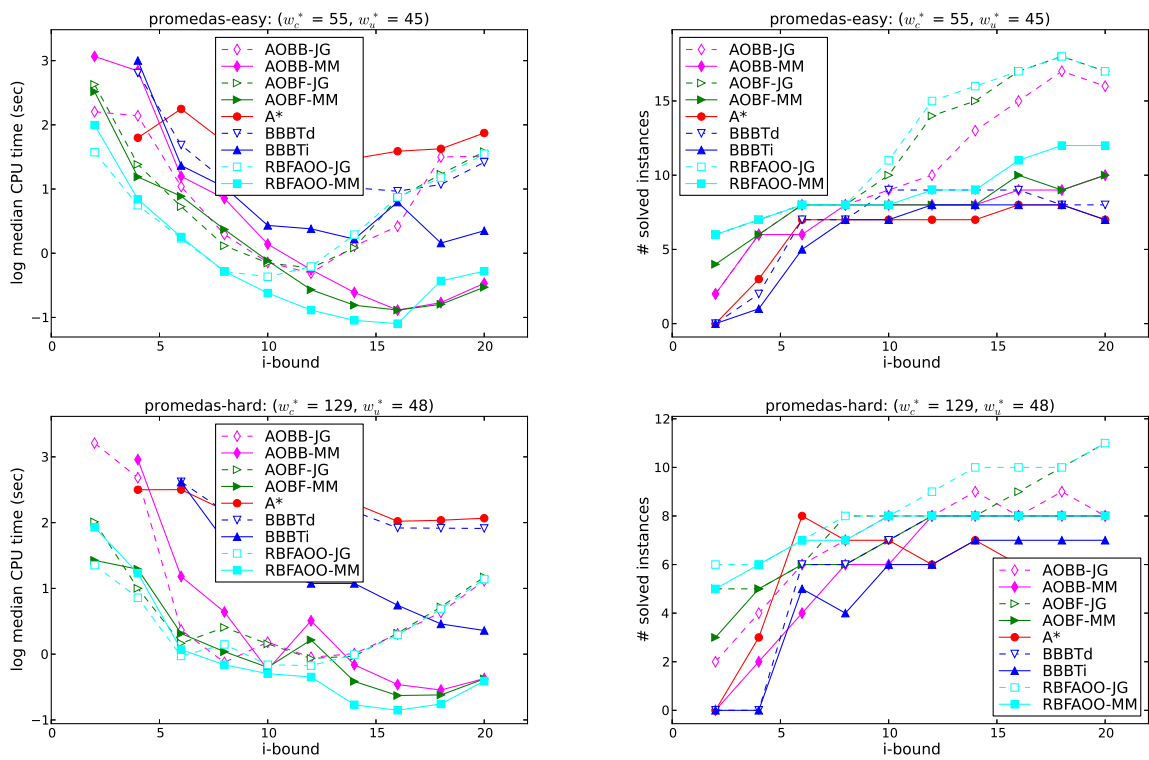 promedas-easy: (w_c^* = 55, w_u^* = 45)
log median CPU time (sec)
3
2
1
0
−1
AOBB-JG
AOBB-MM
AOBF-JG
AOBF-MM
A*
BBBTd
BBBTi
RBFAOO-JG
RBFAOO-MM
0 5 10 15 20
i-bound
promedas-easy: (w_c^* = 55, w_u^* = 45)
# solved instances
15
10
5
0
AOBB-JG
AOBB-MM
AOBF-JG
AOBF-MM
A*
BBBTd
BBBTi
RBFAOO-JG
RBFAOO-MM
0 5 10 15 20
i-bound
promedas-hard: (w_c^* = 129, w_u^* = 48)
log median CPU time (sec)
3
2
1
0
−1
AOBB-JG
AOBB-MM
AOBF-JG
AOBF-MM
A*
BBBTd
BBBTi
RBFAOO-JG
RBFAOO-MM
0 5 10 15 20
i-bound
promedas-hard: (w_c^* = 129, w_u^* = 48)
# solved instances
12
10
8
6
4
2
0
AOBB-JG
AOBB-MM
AOBF-JG
AOBF-MM
A*
BBBTd
BBBTi
RBFAOO-JG
RBFAOO-MM
0 5 10 15 20
i-bound